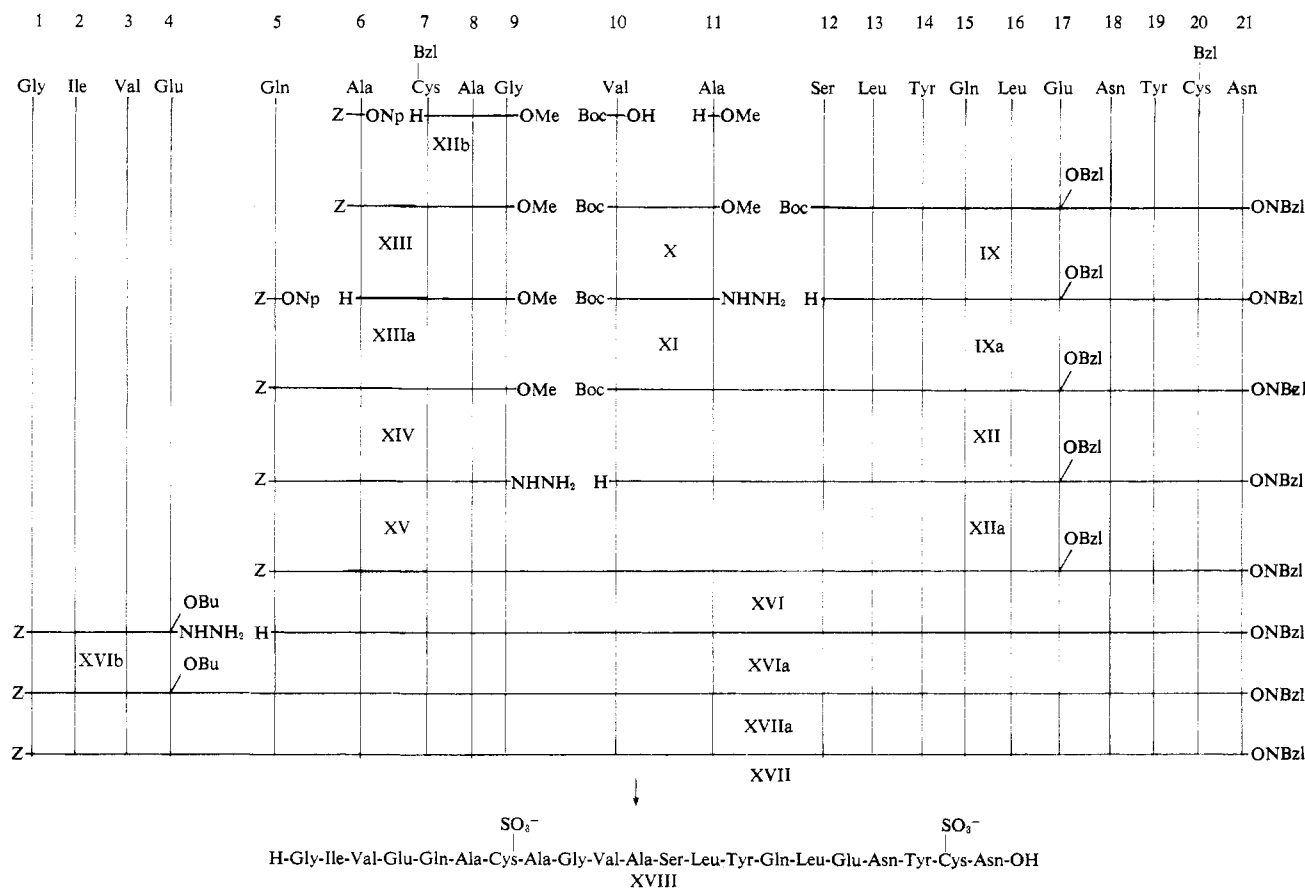 1 2 3 4 5 6 7 8 9 10 11 12 13 14 15 16 17 18 19 20 21
Bzl Bzl
Gly Ile Val Glu Gln Ala Cys Ala Gly Val Ala Ser Leu Tyr Gln Leu Glu Asn Tyr Cys Asn
Z ONp H OMe Boc OH H OMe
XIIb
OBzl
Z OMe Boc OMe Boc ONBzl
XIII X IX
OBzl
Z ONp H OMe Boc NHNH₂ H ONBzl
XIIIa XI IXa
OBzl
Z OMe Boc ONBzl
XIV XII
OBzl
Z NHNH₂ H ONBzl
XV XIIa
OBzl
Z ONBzl
XVI
OBu
Z NHNH₂ H ONBzl
XVIb XVIa
OBu
Z ONBzl
XVIIa
Z ONBzl
XVII
SO₃⁻ SO₃⁻
H-Gly-Ile-Val-Glu-Gln-Ala-Cys-Ala-Gly-Val-Ala-Ser-Leu-Tyr-Gln-Leu-Glu-Asn-Tyr-Cys-Asn-OH
XVIII